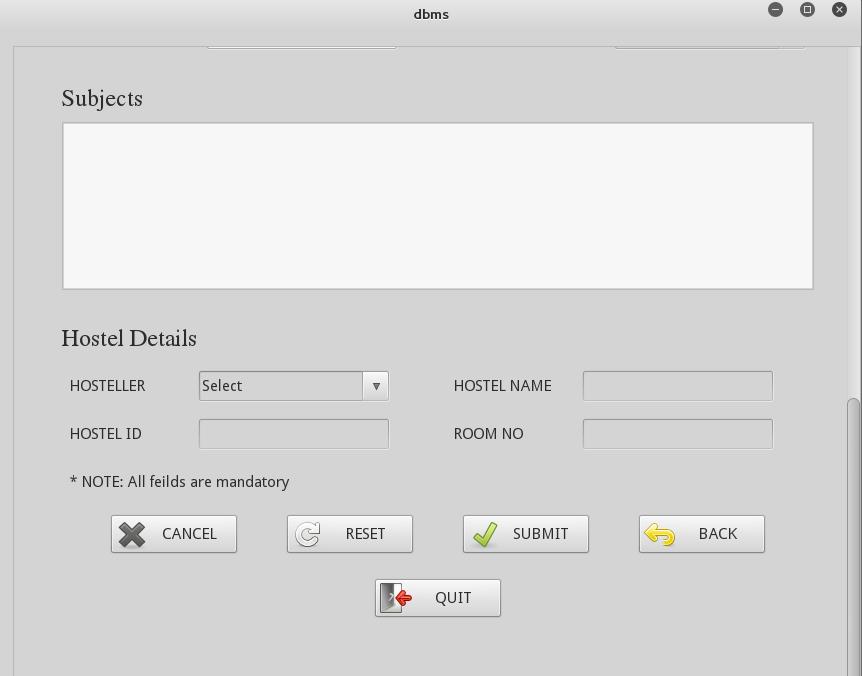 dbms
Subjects
Hostel Details
HOSTELLER Select HOSTEL NAME
HOSTEL ID ROOM NO
* NOTE: All feilds are mandatory
CANCEL RESET SUBMIT BACK
QUIT